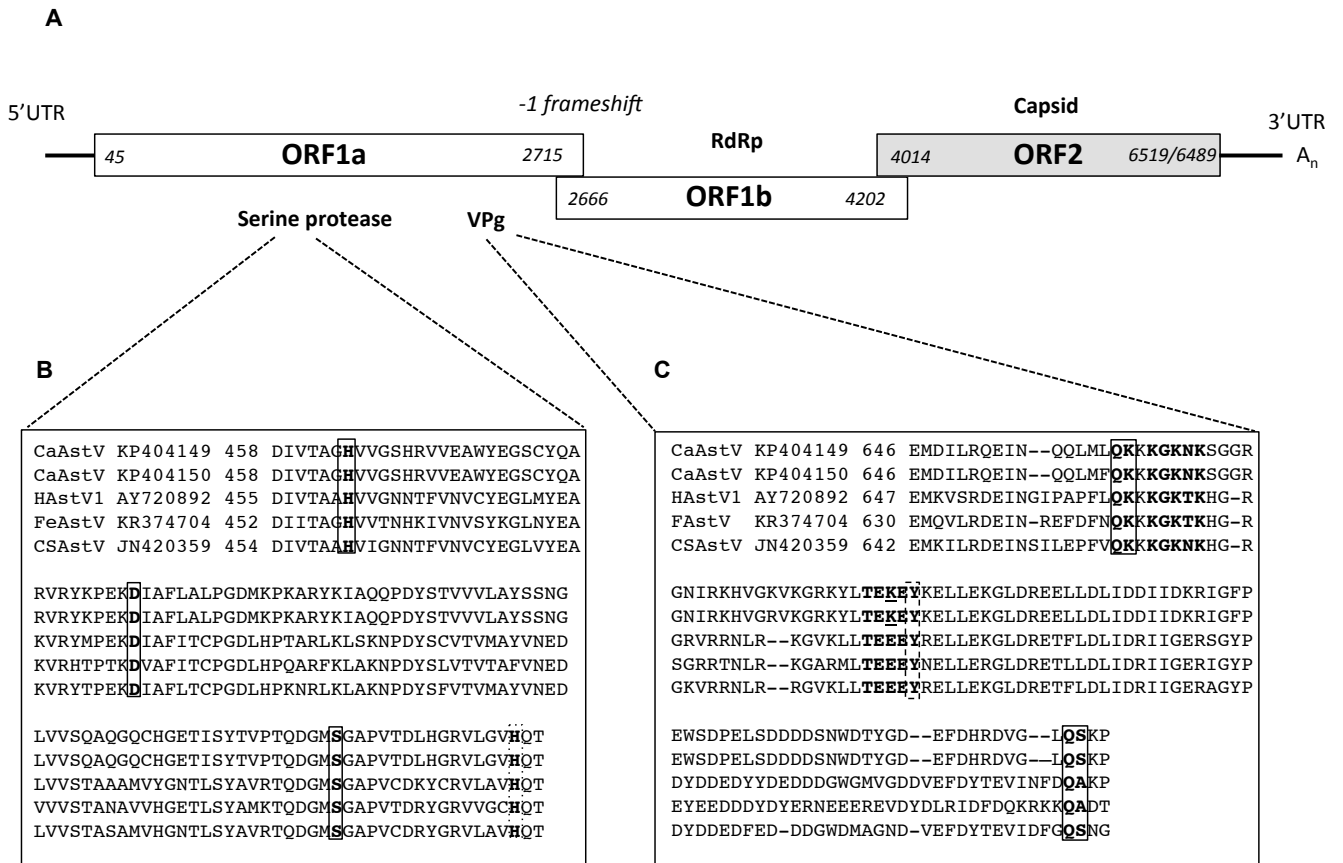 A
-1 frameshift
Capsid
5'UTR
3'UTR
RdRp
45 ORF1a 2715
4014 ORF2 6519/6489
An
2666 ORF1b 4202
Serine protease
VPg
B
CaAstV KP404149 458 DIVTAGHVVGSHRVVEAWYEGSCYQA
CaAstV KP404150 458 DIVTAGHVVGSHRVVEAWYEGSCYQA
HAstV1 AY720892 455 DIVTAAHVVGNNTFVNVCYEGLMYEA
FeAstV KR374704 452 DIITAGHVVTNHKIVNVSYKGLNYEA
CSAstV JN420359 454 DIVTAAHVIGNNTFVNVCYEGLVYEA
RVRYKPEKDIAFLALPGDMKPKARYKIAQQPDYSTVVVLAYSSNG
RVRYKPEKDIAFLALPGDMKPKARYKIAQQPDYSTVVVLAYSSNG
KVRYMPEKDIAFITCPGDLHPTARLKLSKNPDYSCVTVMAYVNED
KVRHTPTKDVAFITCPGDLHPQARFKLAKNPDYSLVTVTAFVNED
KVRYTPEKDIAFLTCPGDLHPKNRLKLAKNPDYSFVTVMAYVNED
LVVSQAQGQCHGETISYTVPTQDGMSGAPVTDLHGRVLGVHQT
LVVSQAQGQCHGETISYTVPTQDGMSGAPVTDLHGRVLGVHQT
LVVSTAAAMVYGNTLSYAVRTQDGMSGAPVCDKYCRVLAVHQT
VVVSTANAVVHGETLSYAMKTQDGMSGAPVTDRYGRVVGCHQT
LVVSTASAMVHGNTLSYAVRTQDGMSGAPVCDRYGRVLAVHQT
C
CaAstV KP404149 646 EMDILRQEIN--QQLMLQKKKGKNKSGGR
CaAstV KP404150 646 EMDILRQEIN--QQLMFQKKKGKNKSGGR
HAstV1 AY720892 647 EMKVSRDEINGIPAPFLQKKKGKTKHG-R
FAstV KR374704 630 EMQVLRDEIN-REFDFNQKKKGKTKHG-R
CSAstV JN420359 642 EMKILRDEINSILEPFVQKKKGKNKHG-R
GNIRKHVGKVKGRKYLTEKEYKELLEKGLDREELLDLIDDIIDKRIGFP
GNIRKHVGRVKGRKYLTEKEYKELLEKGLDREELLDLIDDIIDKRIGFP
GRVRRNLR--KGVKLLTEEEYRELLEKGLDRETFLDLIDRIIGERSGYP
SGRRTNLR--KGARMLTEEEYNELLERGLDRETLLDLIDRIIGERIGYP
GKVRRNLR--RGVKLLTEEEYRELLEKGLDRETFLDLIDRIIGERAGYP
EWSDPELSDDDDSNWDTYGD--EFDHRDVG--LQSKP
EWSDPELSDDDDSNWDTYGD--EFDHRDVG--LQSKP
DYDDEDYYDEDDDGWGMVGDDVEFDYTEVINFDQAKP
EYEEDDDYDYERNEEEREVDYDLRIDFDQKRKKQADT
DYDDEDFED-DDGWDMAGND-VEFDYTEVIDFGQSNG